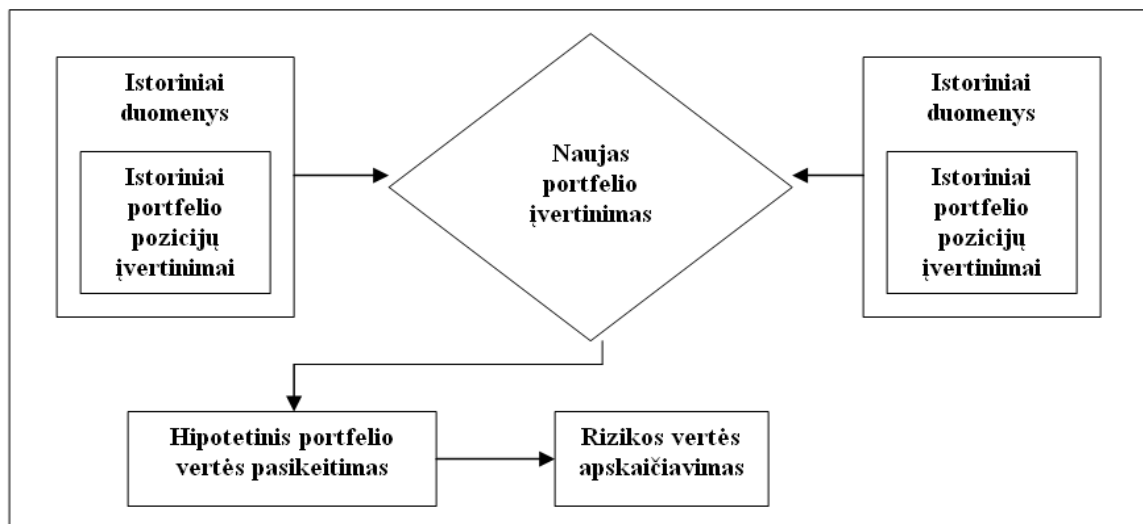 Istoriniai
duomenys
Istoriniai
portfelio
pozicijų
įvertinimai
Naujas
portfelio
įvertinimas
Istoriniai
duomenys
Istoriniai
portfelio
pozicijų
įvertinimai
Hipotetinis portfelio
vertės pasikeitimas
Rizikos vertės
apskaičiavimas